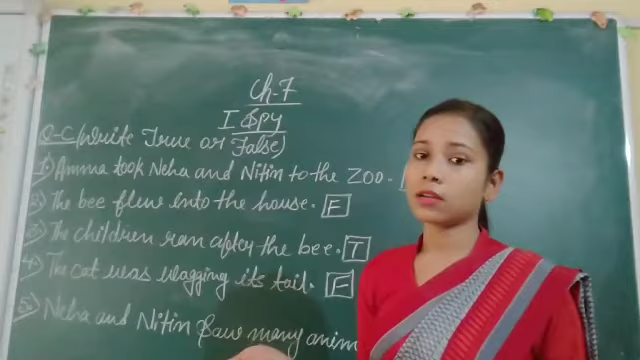 Ch-7
I Spy
Q-C (Write True or False)
1) Amma took Neha and Nitin to the Zoo.
2) The bee flew into the house. F
3) The children ran after the bee. T
4) The cat was wagging its tail. F
5) Neha and Nitin saw many anim